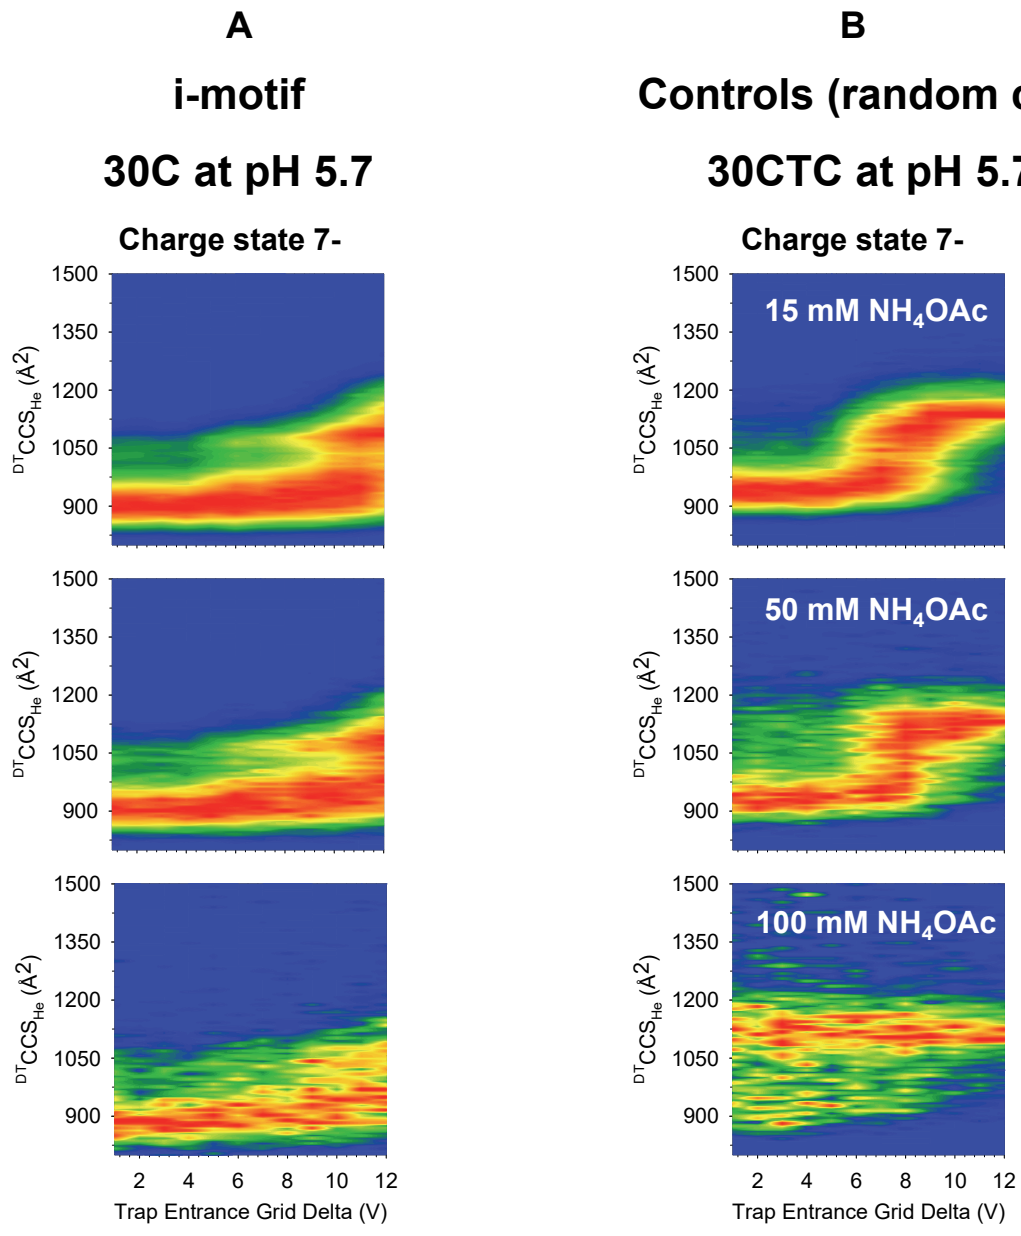 A
B
i-motif
Controls (random
30C at pH 5.7
30CTC at pH 5.7
Charge state 7-
Charge state 7-
1500
1350
1200
1050
900
DTCCSHe (Å2)
1500
1350
1200
1050
900
DTCCSHe (Å2)
15 mM NH4OAc
1500
1350
1200
1050
900
DTCCSHe (Å2)
1500
1350
1200
1050
900
DTCCSHe (Å2)
50 mM NH4OAc
1500
1350
1200
1050
900
DTCCSHe (Å2)
2 4 6 8 10 12
Trap Entrance Grid Delta (V)
1500
1350
1200
1050
900
DTCCSHe (Å2)
100 mM NH4OAc
2 4 6 8 10 12
Trap Entrance Grid Delta (V)